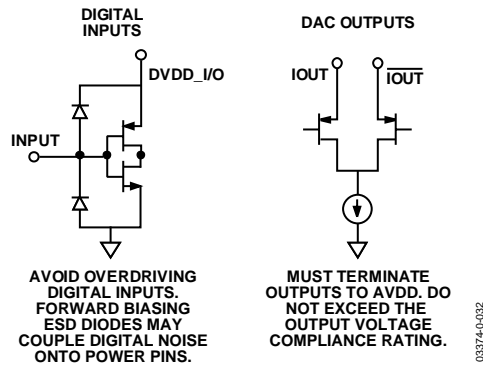 DIGITAL
INPUTS
DVDD_I/O
INPUT
AVOID OVERDRIVING
DIGITAL INPUTS.
FORWARD BIASING
ESD DIODES MAY
COUPLE DIGITAL NOISE
ONTO POWER PINS.
DAC OUTPUTS
IOUT
IOUT
MUST TERMINATE
OUTPUTS TO AVDD. DO
NOT EXCEED THE
OUTPUT VOLTAGE
COMPLIANCE RATING.
03374-0-032